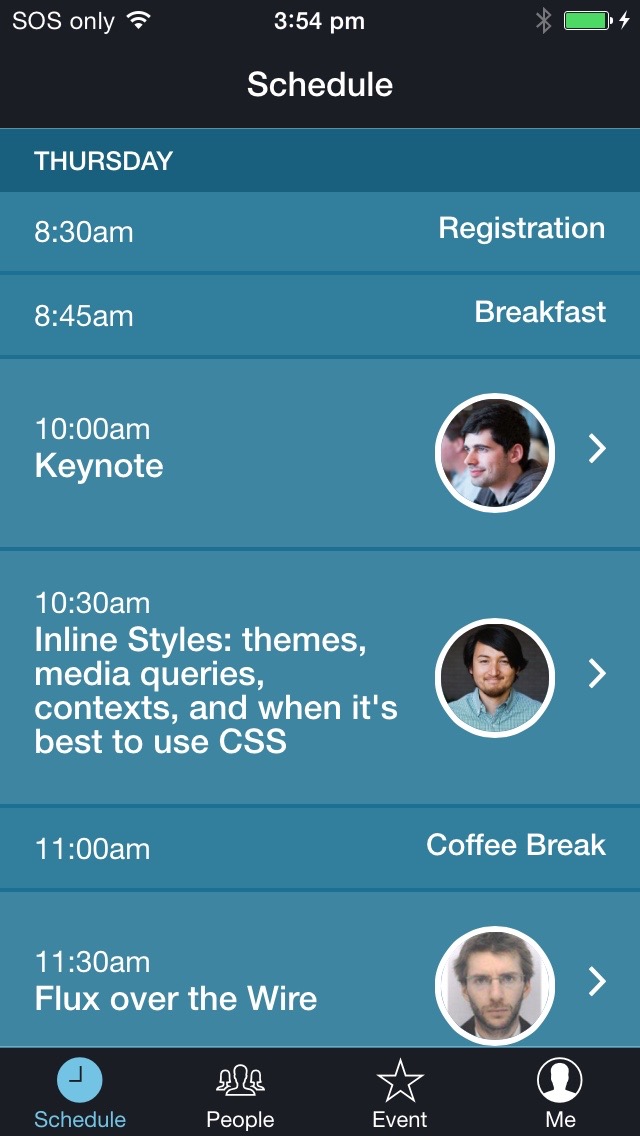 SOS only 3:54 pm
Schedule
THURSDAY
8:30am Registration
8:45am Breakfast
10:00am
Keynote
10:30am
Inline Styles: themes,
media queries,
contexts, and when it's
best to use CSS
11:00am Coffee Break
11:30am
Flux over the Wire
Schedule People Event Me